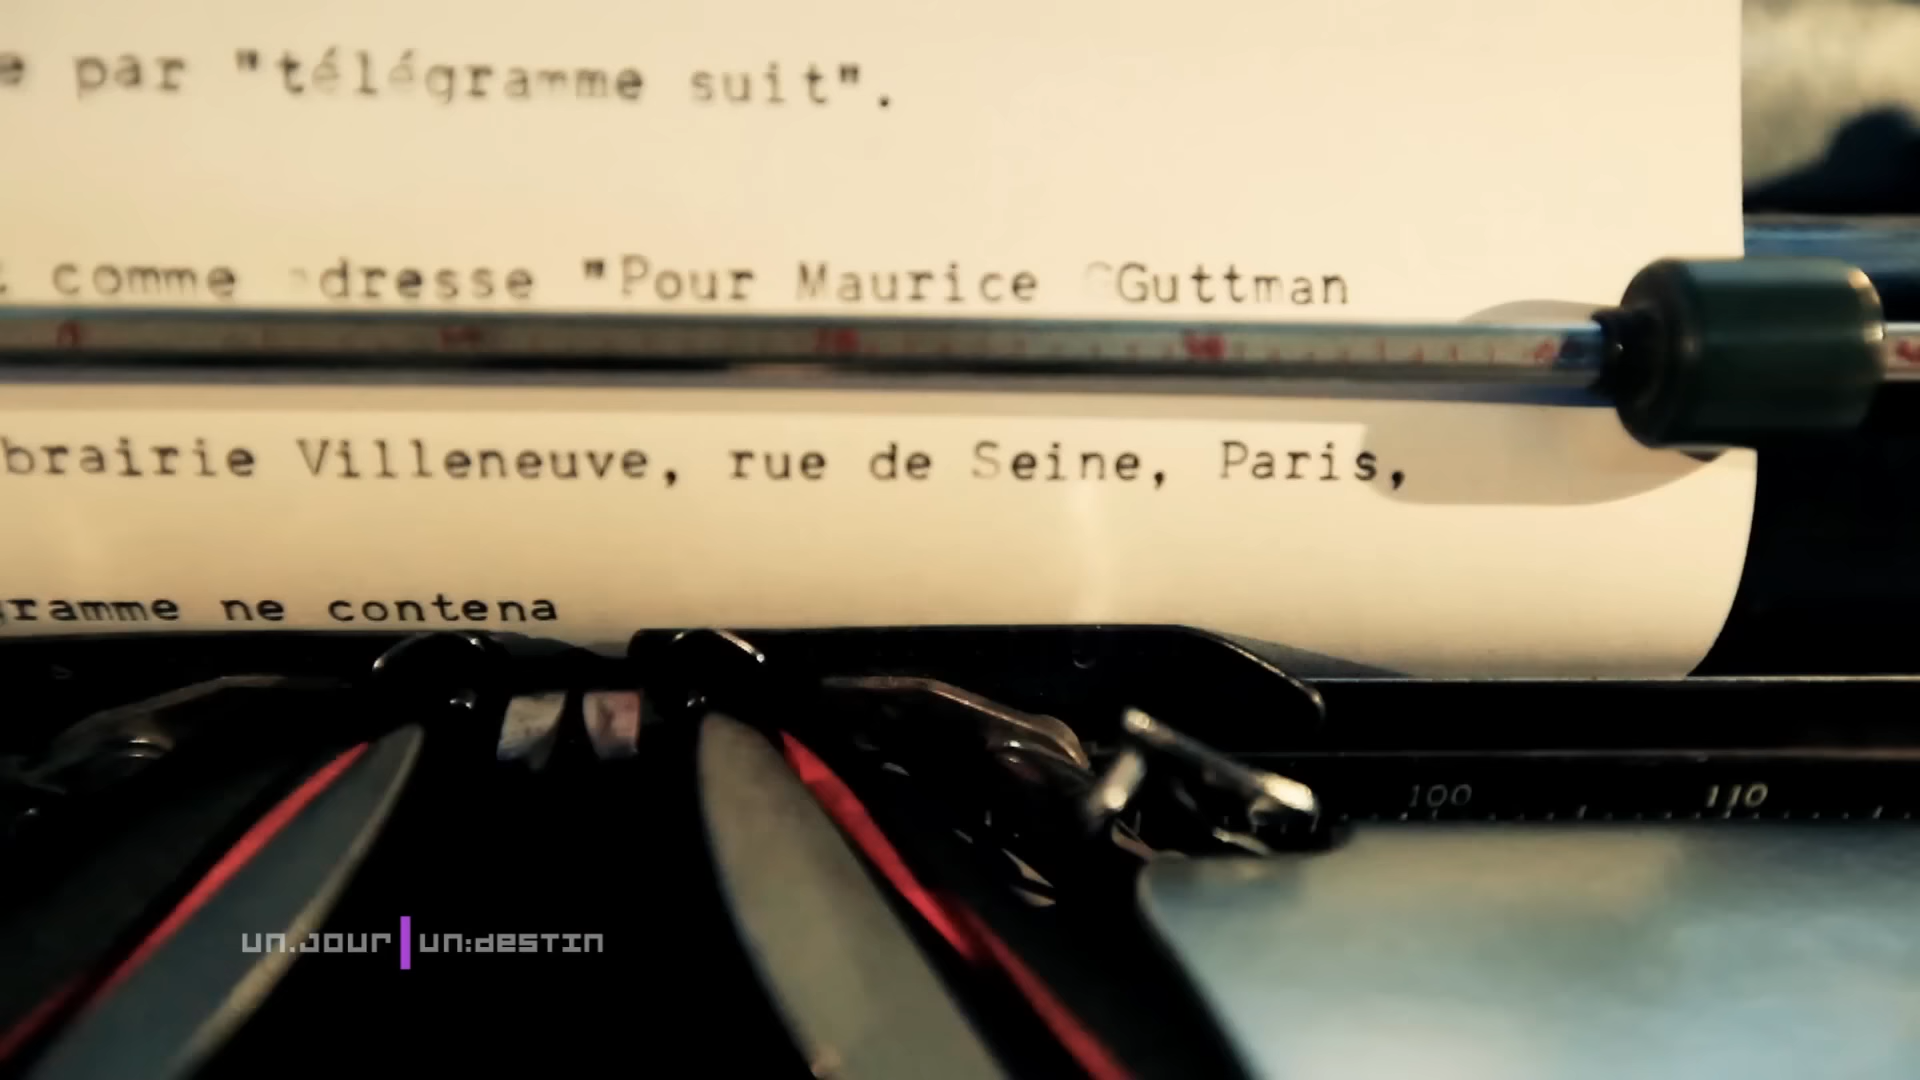 e par "télégramme suit".
t comme adresse "Pour Maurice Guttman
brairie Villeneuve, rue de Seine, Paris,
gramme ne contena
100 110
un.jour|un:destin